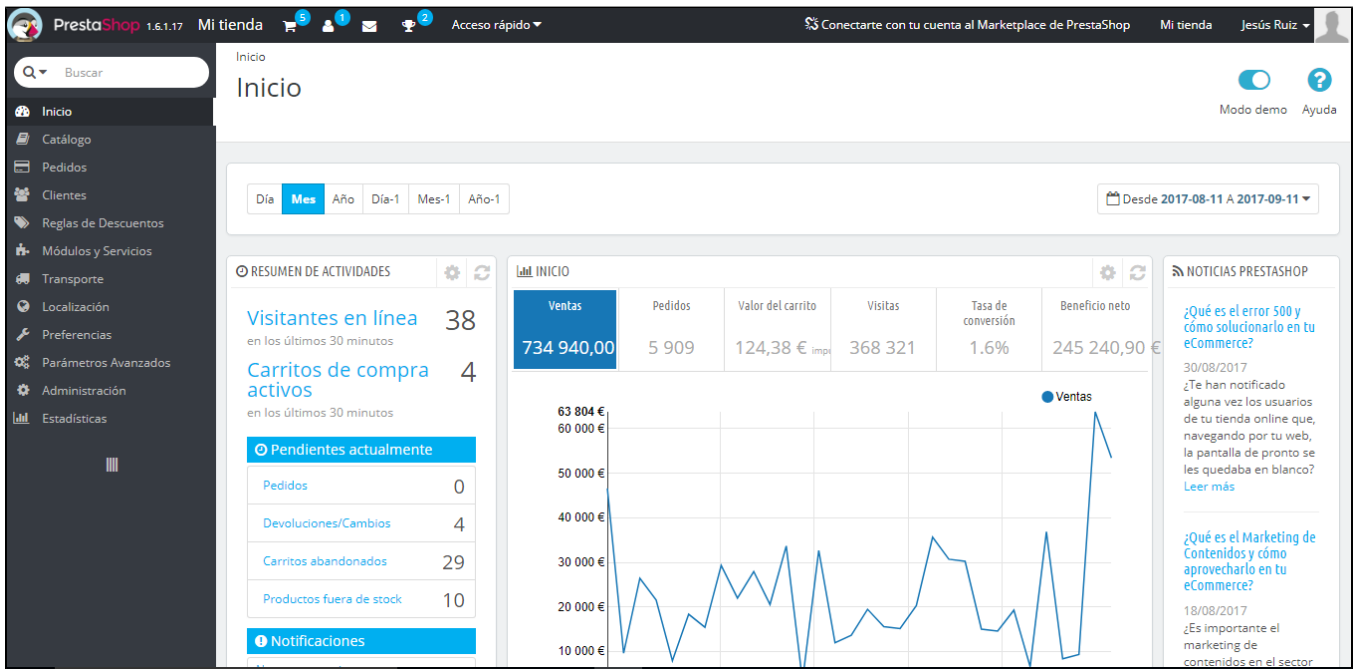 PrestaShop 1.6.1.17 Mi tienda 5 1 2 Acceso rápido Conectarte con tu cuenta al Marketplace de PrestaShop Mi tienda Jesús Ruiz
Buscar
Inicio
Catálogo
Pedidos
Clientes
Reglas de Descuentos
Módulos y Servicios
Transporte
Localización
Preferencias
Parámetros Avanzados
Administración
Estadísticas
Inicio
Inicio
Modo demo Ayuda
Día Mes Año Día-1 Mes-1 Año-1
Desde 2017-08-11 A 2017-09-11
RESUMEN DE ACTIVIDADES
Visitantes en línea 38
en los últimos 30 minutos
Carritos de compra 4
activos
en los últimos 30 minutos
Pendientes actualmente
Pedidos 0
Devoluciones/Cambios 4
Carritos abandonados 29
Productos fuera de stock 10
Notificaciones
INICIO
Ventas
734 940,00
Pedidos
5 909
Valor del carrito
124,38 € impu
Visitas
368 321
Tasa de
conversión
1.6%
Beneficio neto
245 240,90 €
Ventas
63 804 €
60 000 €
50 000 €
40 000 €
30 000 €
20 000 €
10 000 €
NOTICIAS PRESTASHOP
¿Qué es el error 500 y
cómo solucionarlo en tu
eCommerce?
30/08/2017
¿Te han notificado
alguna vez los usuarios
de tu tienda online que,
navegando por tu web,
la pantalla de pronto se
les quedaba en blanco?
Leer más
¿Qué es el Marketing de
Contenidos y cómo
aprovecharlo en tu
eCommerce?
18/08/2017
¿Es importante el
marketing de
contenidos en el sector